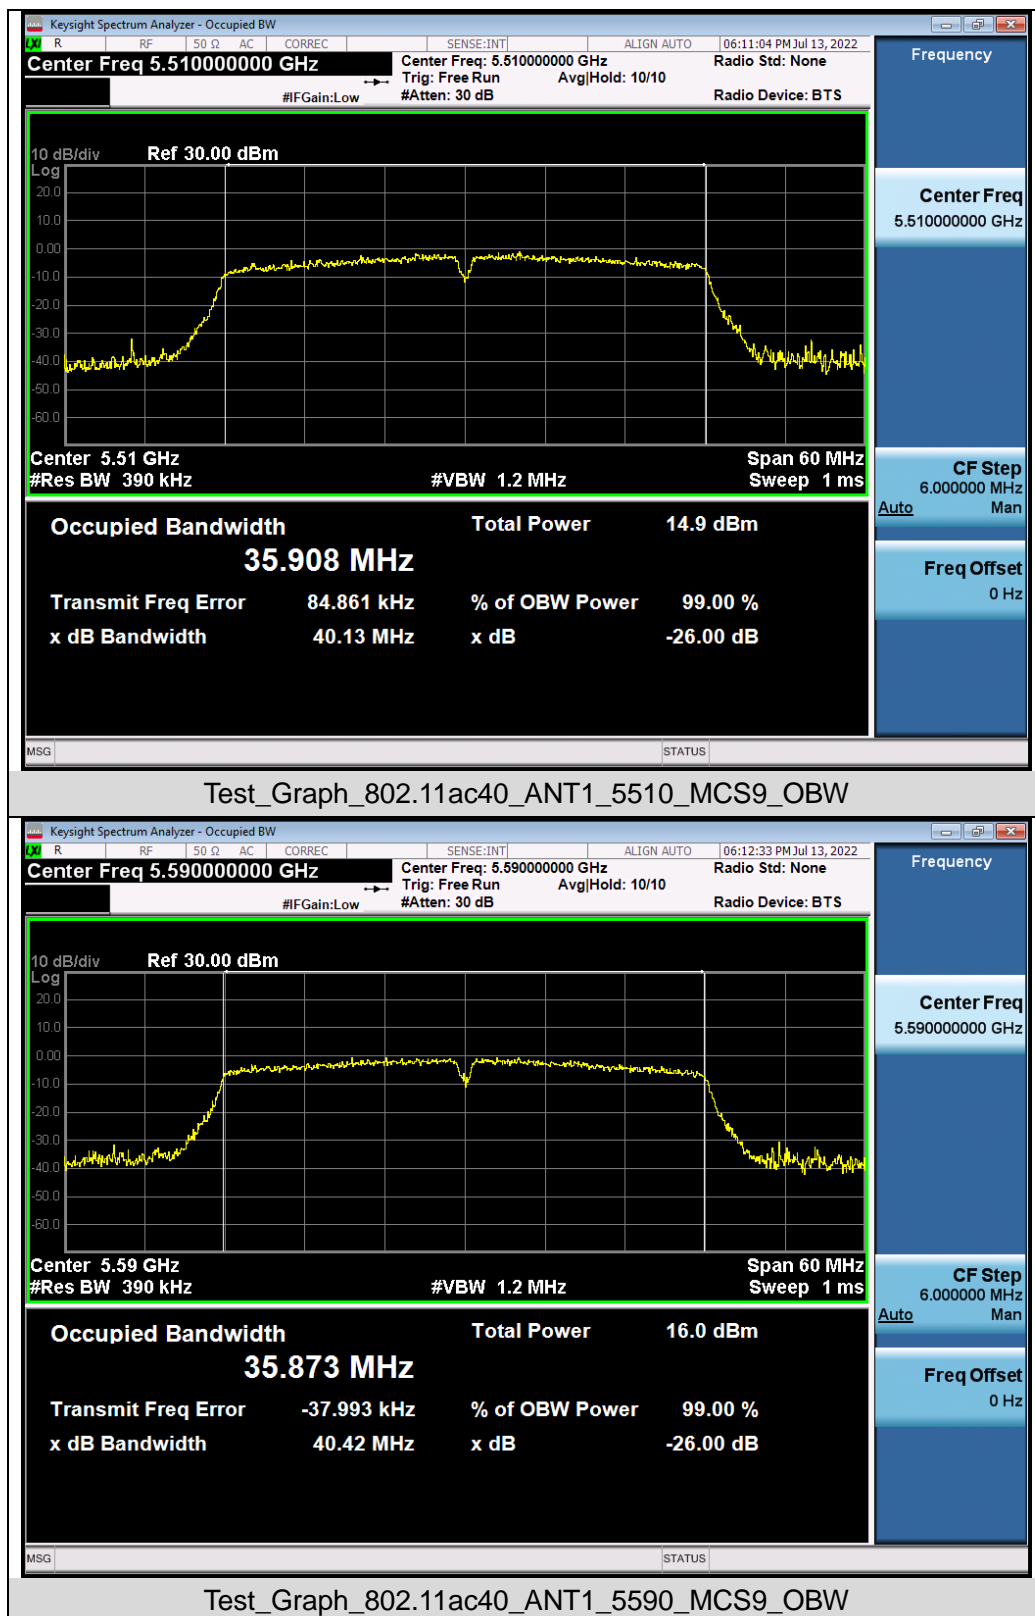 Keysight Spectrum Analyzer - Occupied BW
LXI R RF 50 Ω AC CORREC SENSE:INT ALIGN AUTO 06:11:04 PM Jul 13, 2022
Center Freq 5.510000000 GHz
Center Freq: 5.510000000 GHz Radio Std: None
Trig: Free Run Avg|Hold: 10/10
#IFGain:Low #Atten: 30 dB Radio Device: BTS
Frequency
10 dB/div Ref 30.00 dBm
Log
20.0
10.0
0.00
-10.0
-20.0
-30.0
-40.0
-50.0
-60.0
Center 5.51 GHz Span 60 MHz
#Res BW 390 kHz #VBW 1.2 MHz Sweep 1 ms
Center Freq
5.510000000 GHz
CF Step
6.000000 MHz
Auto Man
Freq Offset
0 Hz
Occupied Bandwidth Total Power 14.9 dBm
35.908 MHz
Transmit Freq Error 84.861 kHz % of OBW Power 99.00 %
x dB Bandwidth 40.13 MHz x dB -26.00 dB
MSG STATUS
Test_Graph_802.11ac40_ANT1_5510_MCS9_OBW
Keysight Spectrum Analyzer - Occupied BW
LXI R RF 50 Ω AC CORREC SENSE:INT ALIGN AUTO 06:12:33 PM Jul 13, 2022
Center Freq 5.590000000 GHz
Center Freq: 5.590000000 GHz Radio Std: None
Trig: Free Run Avg|Hold: 10/10
#IFGain:Low #Atten: 30 dB Radio Device: BTS
Frequency
10 dB/div Ref 30.00 dBm
Log
20.0
10.0
0.00
-10.0
-20.0
-30.0
-40.0
-50.0
-60.0
Center 5.59 GHz Span 60 MHz
#Res BW 390 kHz #VBW 1.2 MHz Sweep 1 ms
Center Freq
5.590000000 GHz
CF Step
6.000000 MHz
Auto Man
Freq Offset
0 Hz
Occupied Bandwidth Total Power 16.0 dBm
35.873 MHz
Transmit Freq Error -37.993 kHz % of OBW Power 99.00 %
x dB Bandwidth 40.42 MHz x dB -26.00 dB
MSG STATUS
Test_Graph_802.11ac40_ANT1_5590_MCS9_OBW